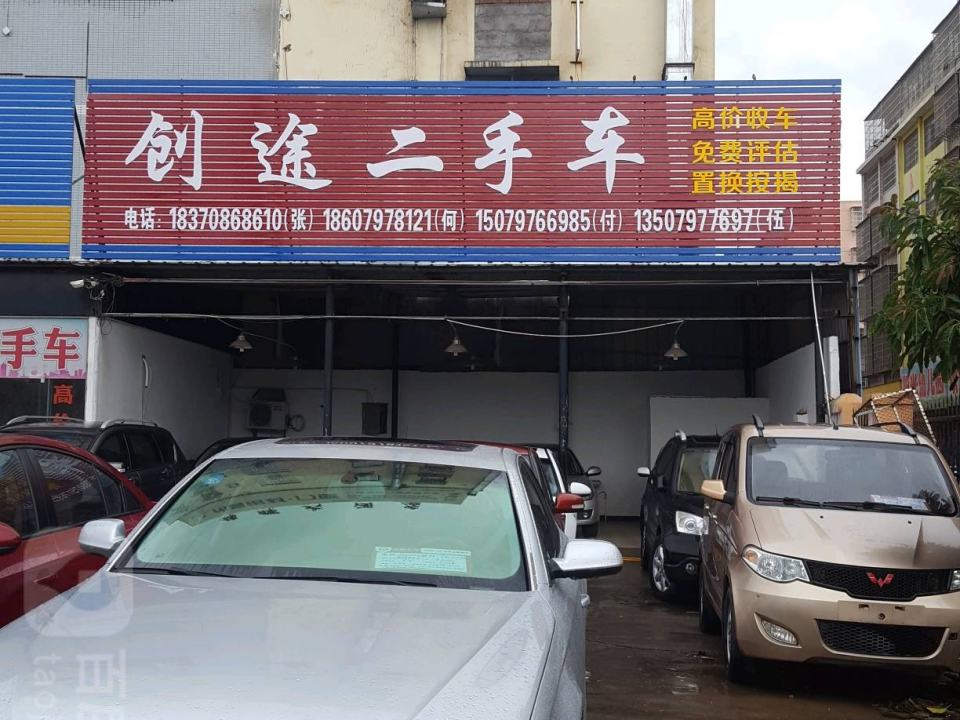 创途二手车
高价收车
免费评估
置换按揭
电话: 18370868610(张) 18607978121(何) 15079766985(付) 13507977697(伍)
手车
高